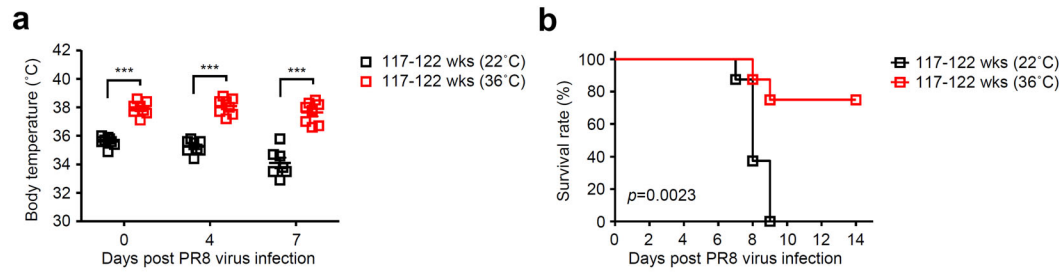 a
Body temperature (˚C)
42
40
38
36
34
32
30
***
***
***
0
4
7
Days post PR8 virus infection
117-122 wks (22˚C)
117-122 wks (36˚C)
b
Survival rate (%)
100
80
60
40
20
0
p=0.0023
0 2 4 6 8 10 12 14
Days post PR8 virus infection
117-122 wks (22˚C)
117-122 wks (36˚C)